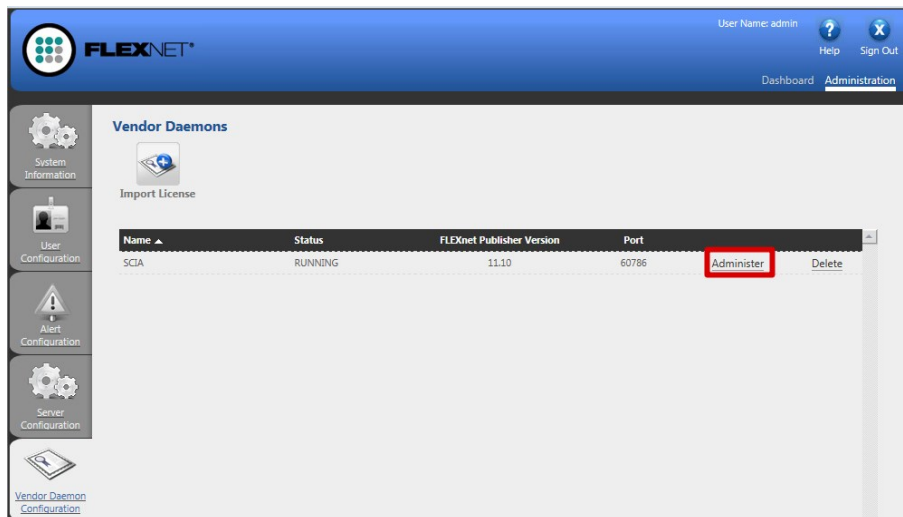 User Name: admin
FLEXNET
Help
Sign Out
Dashboard Administration
System
Information
User
Configuration
Alert
Configuration
Server
Configuration
Vendor Daemon
Configuration
Vendor Daemons
Import License
Name Status FLEXnet Publisher Version Port
SCIA RUNNING 11.10 60786 Administer Delete